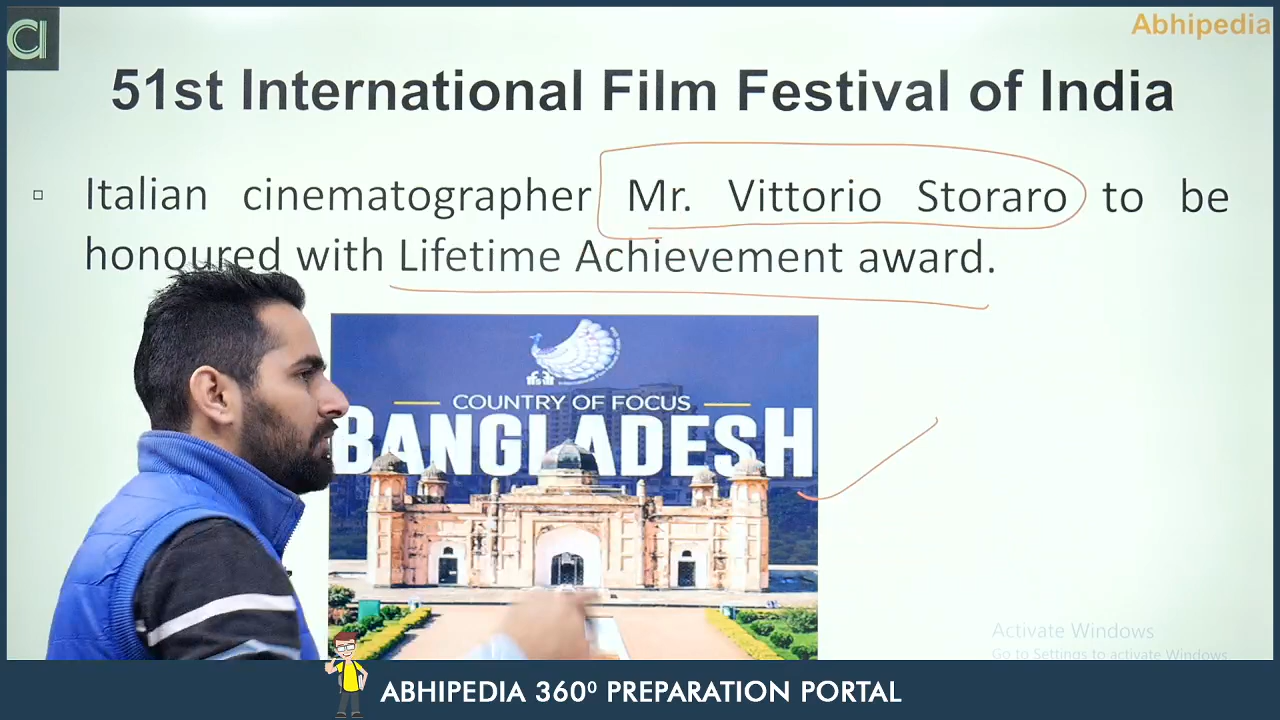 Abhipedia
51st International Film Festival of India
Italian cinematographer Mr. Vittorio Storaro to be
honoured with Lifetime Achievement award.
COUNTRY OF FOCUS
BANGLADESH
Activate Windows
Go to Settings to activate Windows.
ABHIPEDIA 360⁰ PREPARATION PORTAL